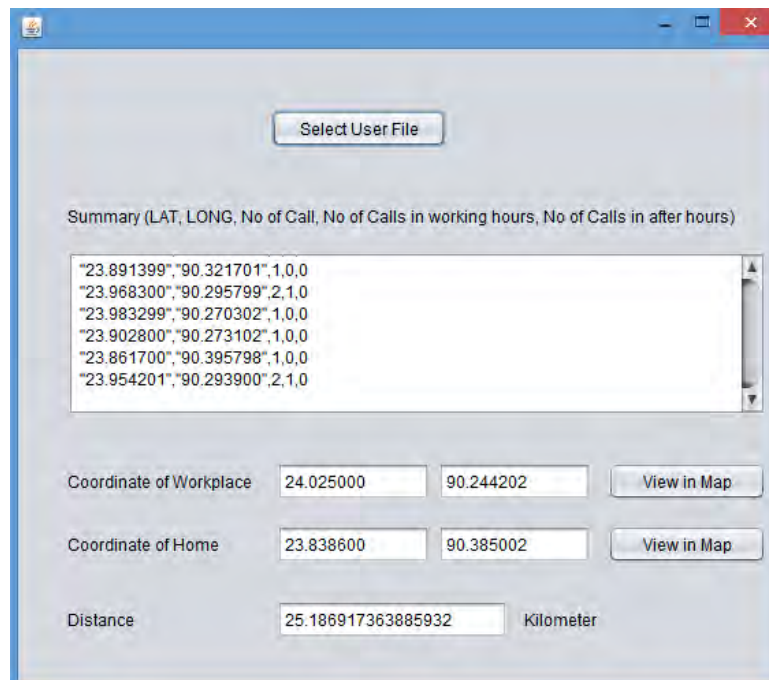 Select User File
Summary (LAT, LONG, No of Call, No of Calls in working hours, No of Calls in after hours)
"23.891399","90.321701",1,0,0
"23.968300","90.295799",2,1,0
"23.983299","90.270302",1,0,0
"23.902800","90.273102",1,0,0
"23.861700","90.395798",1,0,0
"23.954201","90.293900",2,1,0
Coordinate of Workplace 24.025000 90.244202 View in Map
Coordinate of Home 23.838600 90.385002 View in Map
Distance 25.186917363885932 Kilometer